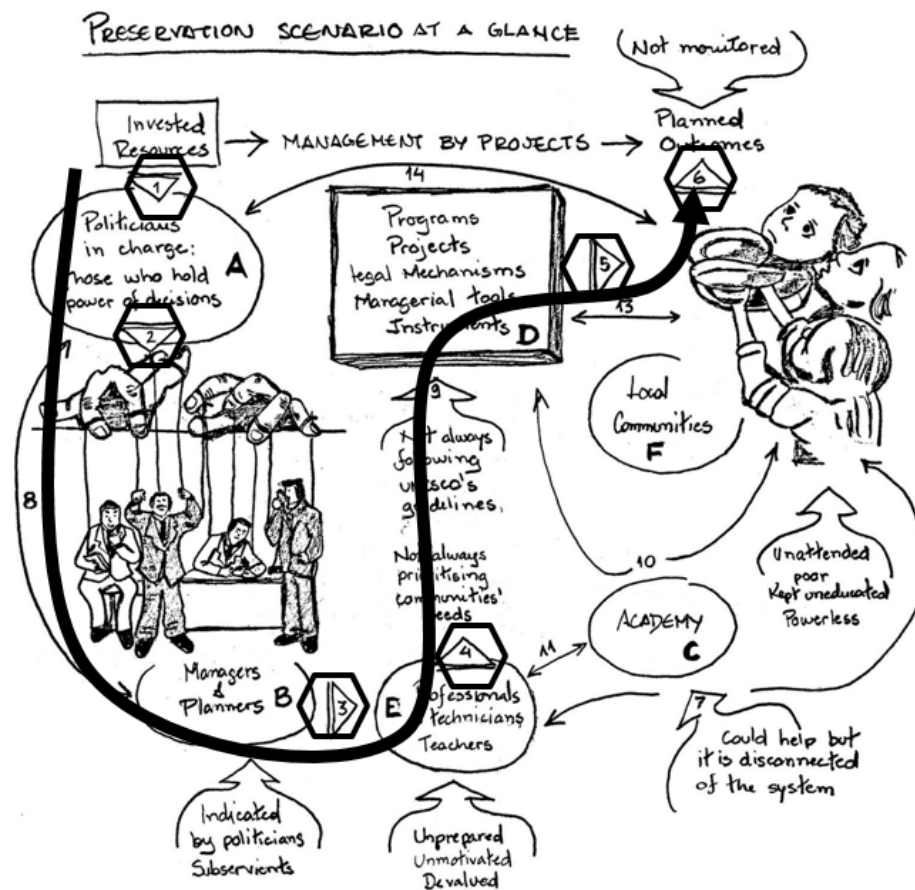 PRESERVATION SCENARIO AT A GLANCE
Not monitored
Invested
Resources
MANAGEMENT BY PROJECTS
Planned
Outcomes
1
14
6
Politicians
in charge:
those who hold
power of decisions
A
2
Programs
Projects
Legal Mechanisms
Managerial tools
Instruments
D
5
13
8
9
Not always
following
UNESCO's
guidelines,
Not always
prioritising
communities'
needs
Local
Communities
F
10
Unattended
poor
Kept uneducated
Powerless
ACADEMY
C
11
4
Managers
&
Planners
B
3
E
Professionals
technicians
Teachers
7
Could help but
it is disconnected
of the system
Indicated
by politicians
Subservients
Unprepared
Unmotivated
Devalued